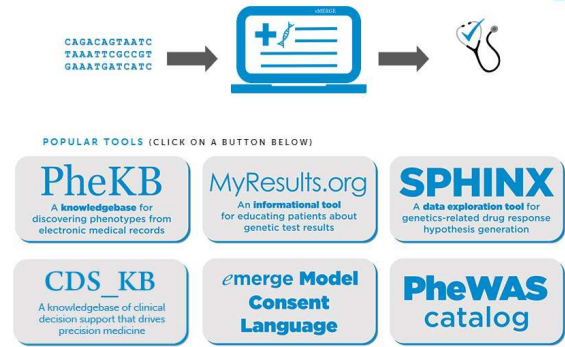 eMERGE
CAGACAGTAATC
TAAATTCGCCGT
GAAATGATCATC
POPULAR TOOLS (CLICK ON A BUTTON BELOW)
PheKB
A knowledgebase for
discovering phenotypes from
electronic medical records
MyResults.org
An informational tool
for educating patients about
genetic test results
SPHINX
A data exploration tool for
genetics-related drug response
hypothesis generation
CDS_KB
A knowledgebase of clinical
decision support that drives
precision medicine
emerge Model
Consent
Language
PheWAS
catalog